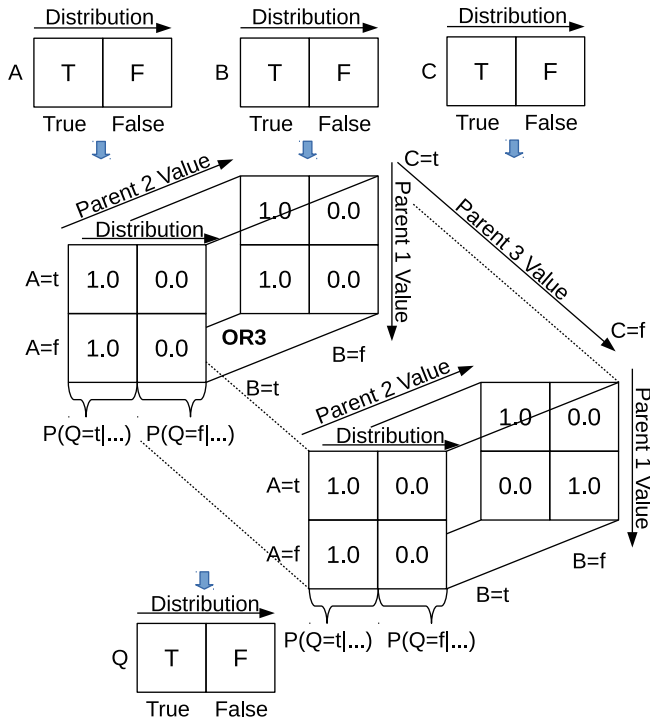 Distribution
Distribution
Distribution
A
T
F
B
T
F
C
T
F
True
False
True
False
True
False
C=t
Parent 2 Value
Parent 1 Value
Parent 3 Value
1.0
0.0
Distribution
A=t
1.0
0.0
1.0
0.0
C=f
A=f
1.0
0.0
OR3
B=f
B=t
Parent 2 Value
Parent 1 Value
P(Q=t|...)
P(Q=f|...)
1.0
0.0
Distribution
A=t
1.0
0.0
0.0
1.0
A=f
1.0
0.0
B=f
B=t
Distribution
P(Q=t|...)
P(Q=f|...)
Q
T
F
True
False